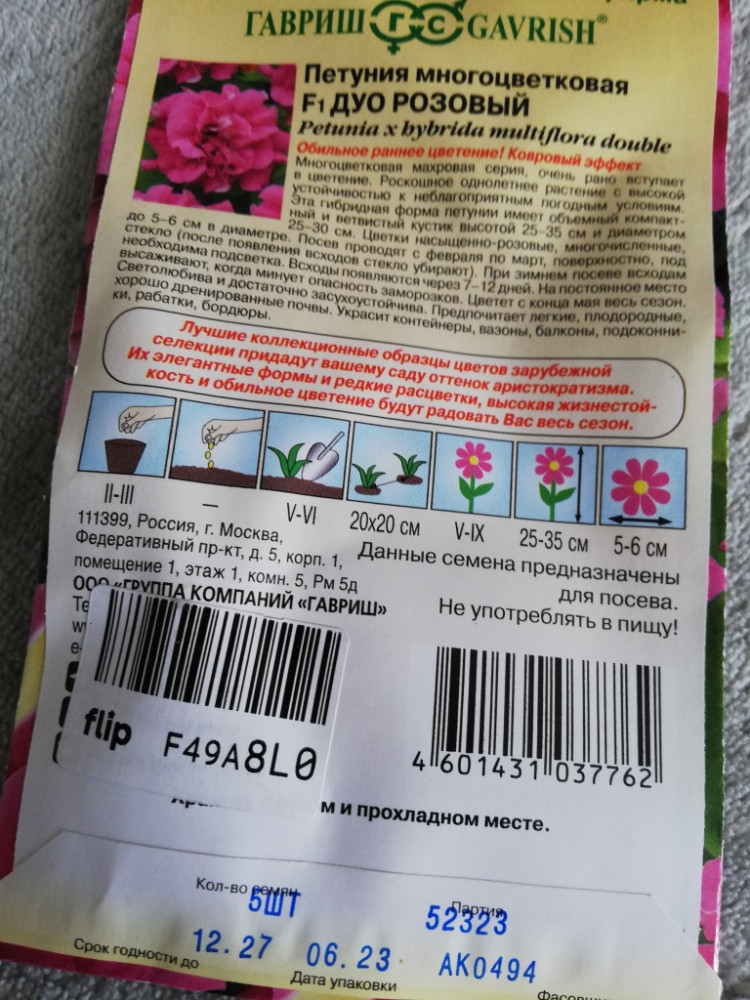 ГАВРИШ ГС GAVRISH®
Петуния многоцветковая
F1 ДУО РОЗОВЫЙ
Petunia x hybrida multiflora double
Обильное раннее цветение! Ковровый эффект
Многоцветковая махровая серия, очень рано вступает
в цветение. Роскошное однолетнее растение с высокой
устойчивостью к неблагоприятным погодным условиям.
Эта гибридная форма петунии имеет объемный компакт-
ный и ветвистый кустик высотой 25-35 см и диаметром
25-30 см. Цветки насыщенно-розовые, многочисленные,
до 5-6 см в диаметре. Посев проводят с февраля по март, поверхностно, под
стекло (после появления всходов стекло убирают). При зимнем посеве всходам
необходима подсветка. Всходы появляются через 7-12 дней. На постоянное место
высаживают, когда минует опасность заморозков. Цветет с конца мая весь сезон.
Светолюбива и достаточно засухоустойчива. Предпочитает легкие, плодородные,
хорошо дренированные почвы. Украсит контейнеры, вазоны, балконы, подоконни-
ки, рабатки, бордюры.
Лучшие коллекционные образцы цветов зарубежной
селекции придадут вашему саду оттенок аристократизма.
Их элегантные формы и редкие расцветки, высокая жизнестой-
кость и обильное цветение будут радовать Вас весь сезон.
II-III — V-VI 20x20 см V-IX 25-35 см 5-6 см
111399, Россия, г. Москва,
Федеративный пр-кт, д. 5, корп. 1,
помещение 1, этаж 1, комн. 5, Рм 5д
ООО «ГРУППА КОМПАНИЙ «ГАВРИШ»
Данные семена предназначены
для посева.
Не употреблять в пищу!
flip F49A8L0
4 601431 037762
м и прохладном месте.
Кол-во семян 5ШТ
Партия 52323
Срок годности до 12.27
06.23 Дата упаковки
АК0494